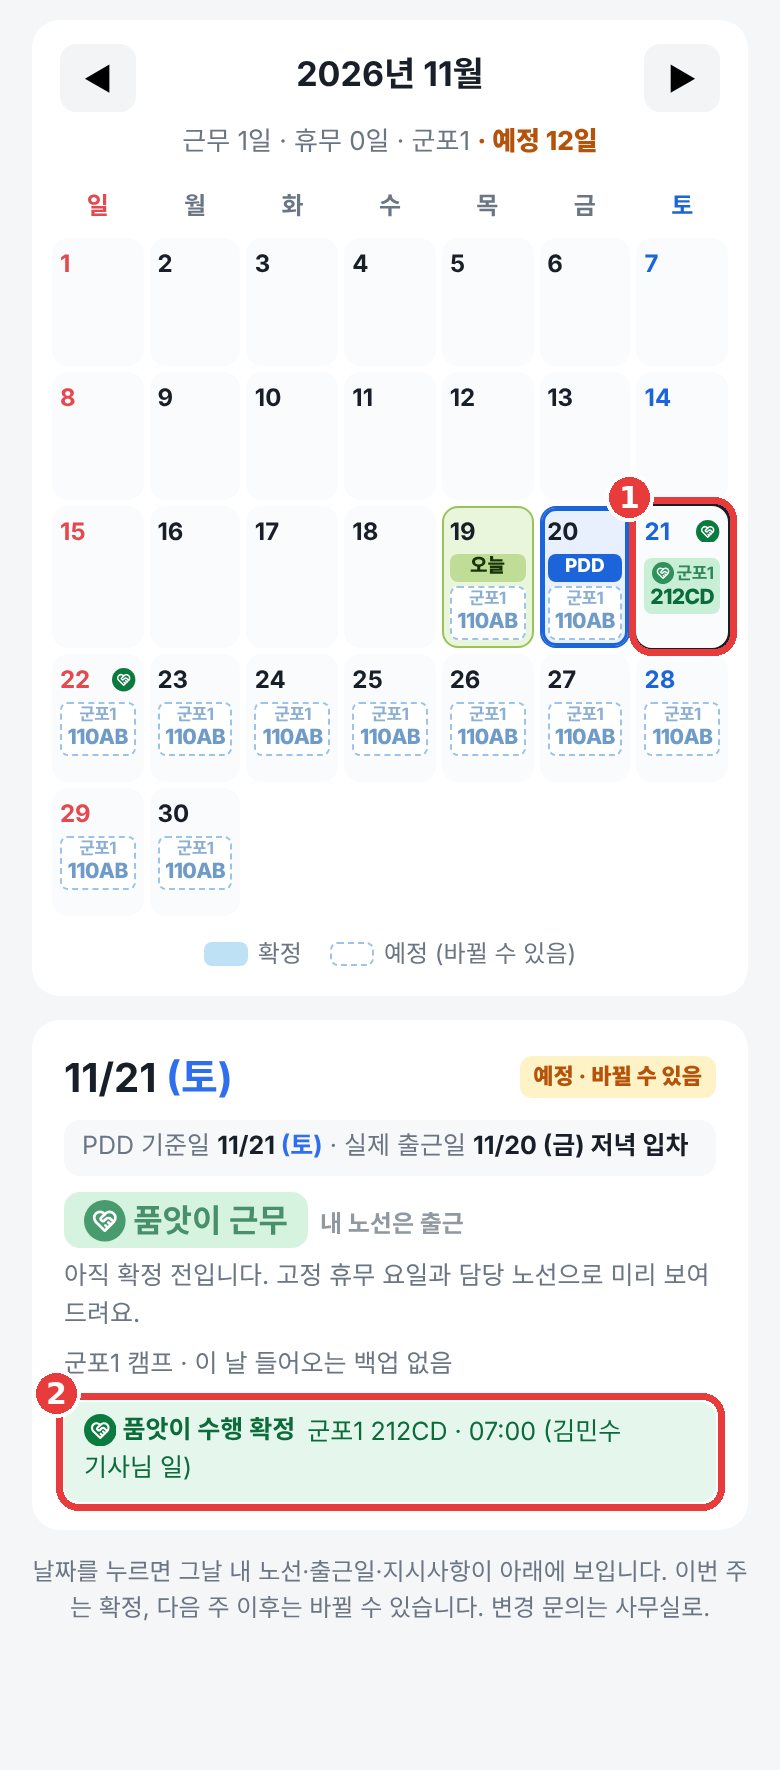 ◀ 2026년 11월 ▶
근무 1일 · 휴무 0일 · 군포1 · 예정 12일
일 월 화 수 목 금 토
1 2 3 4 5 6 7
8 9 10 11 12 13 14
1
15 16 17 18 19 20 21
오늘 PDD 군포1
군포1 군포1 212CD
110AB 110AB
22 23 24 25 26 27 28
군포1 군포1 군포1 군포1 군포1 군포1 군포1
110AB 110AB 110AB 110AB 110AB 110AB 110AB
29 30
군포1 군포1
110AB 110AB
확정 예정 (바뀔 수 있음)
11/21 (토) 예정 · 바뀔 수 있음
PDD 기준일 11/21 (토) · 실제 출근일 11/20 (금) 저녁 입차
품앗이 근무 내 노선은 출근
아직 확정 전입니다. 고정 휴무 요일과 담당 노선으로 미리 보여
드려요.
군포1 캠프 · 이 날 들어오는 백업 없음
2
품앗이 수행 확정 군포1 212CD · 07:00 (김민수
기사님 일)
날짜를 누르면 그날 내 노선·출근일·지시사항이 아래에 보입니다. 이번 주
는 확정, 다음 주 이후는 바뀔 수 있습니다. 변경 문의는 사무실로.